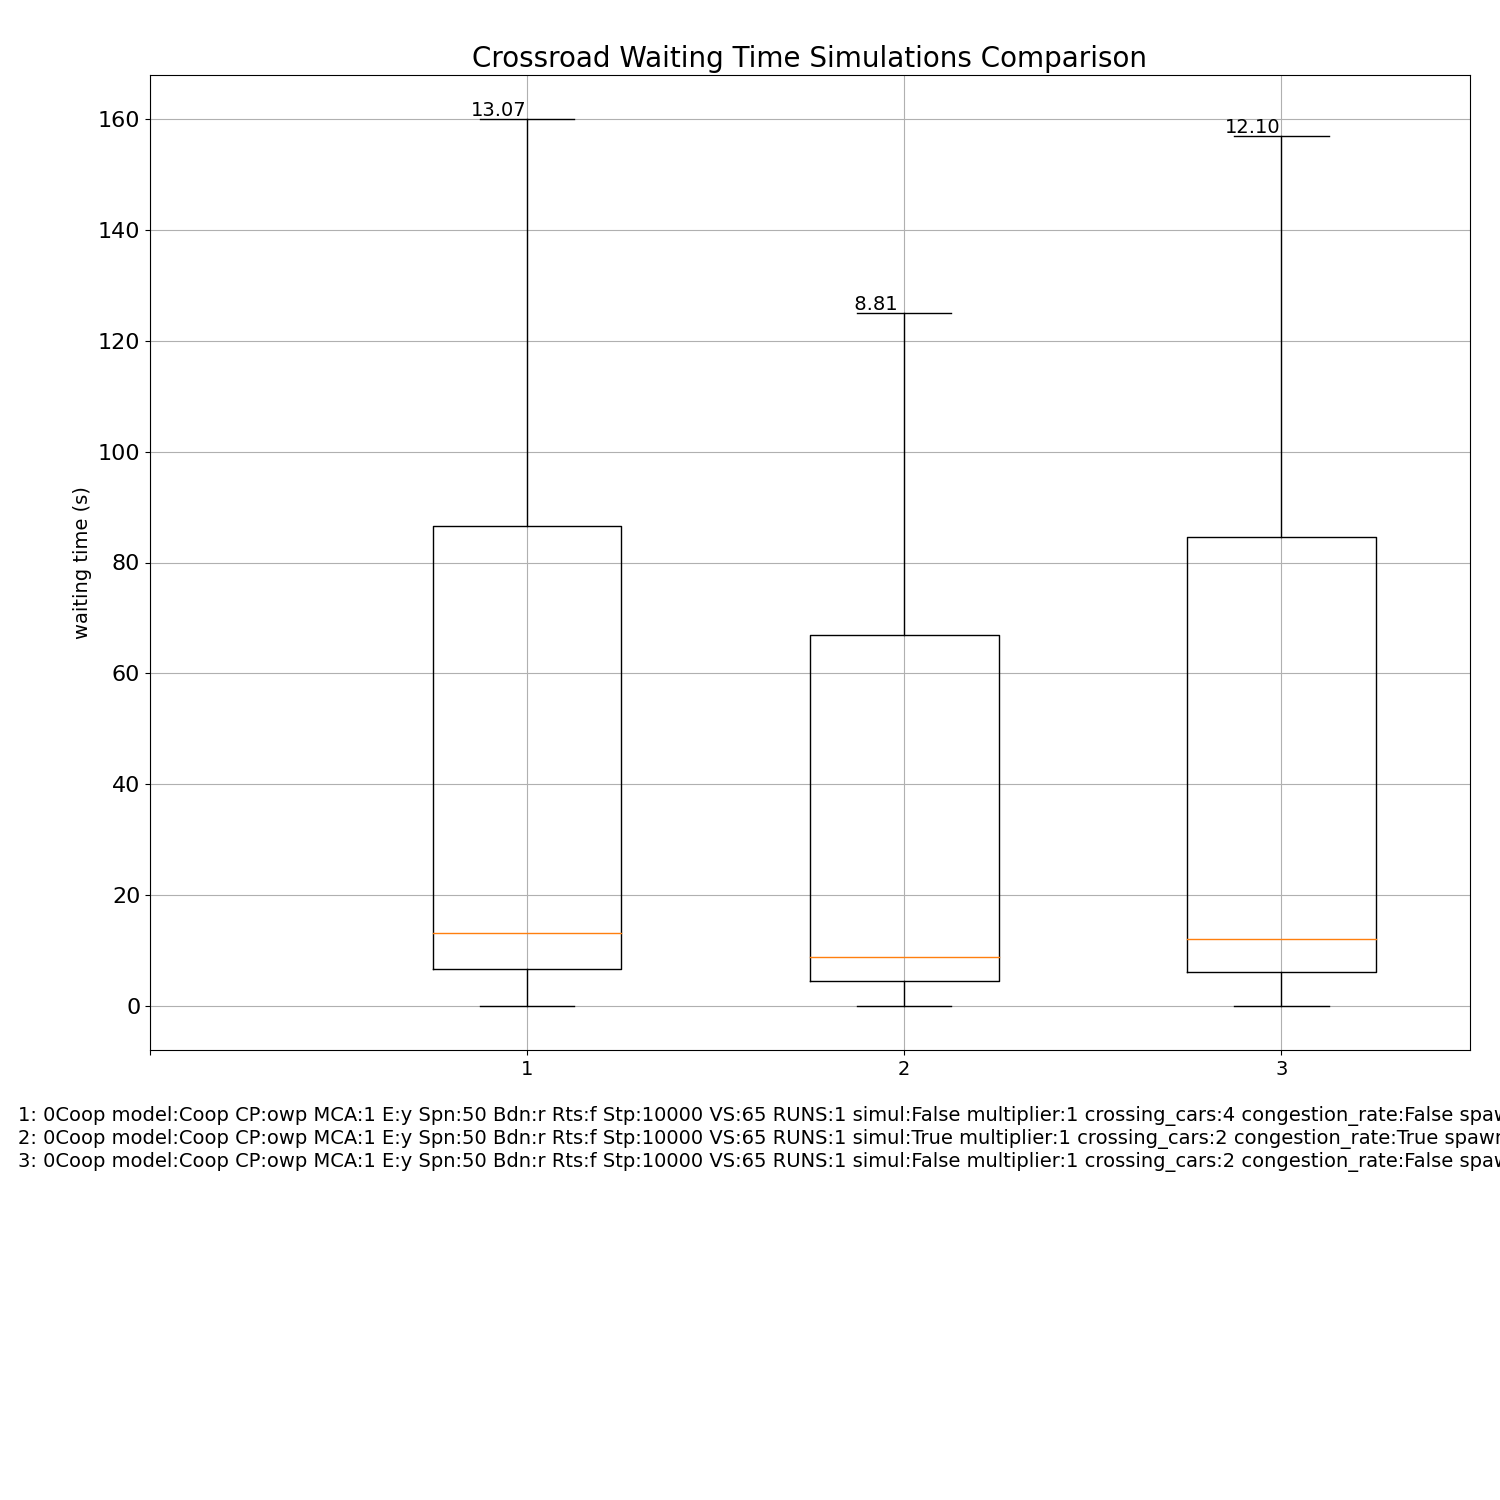 Crossroad Waiting Time Simulations Comparison
13.07
12.10
8.81
160
140
120
100
80
60
40
20
0
waiting time (s)
1 2 3
1: 0Coop model:Coop CP:owp MCA:1 E:y Spn:50 Bdn:r Rts:f Stp:10000 VS:65 RUNS:1 simul:False multiplier:1 crossing_cars:4 congestion_rate:False
2: 0Coop model:Coop CP:owp MCA:1 E:y Spn:50 Bdn:r Rts:f Stp:10000 VS:65 RUNS:1 simul:True multiplier:1 crossing_cars:2 congestion_rate:True
3: 0Coop model:Coop CP:owp MCA:1 E:y Spn:50 Bdn:r Rts:f Stp:10000 VS:65 RUNS:1 simul:False multiplier:1 crossing_cars:2 congestion_rate:False